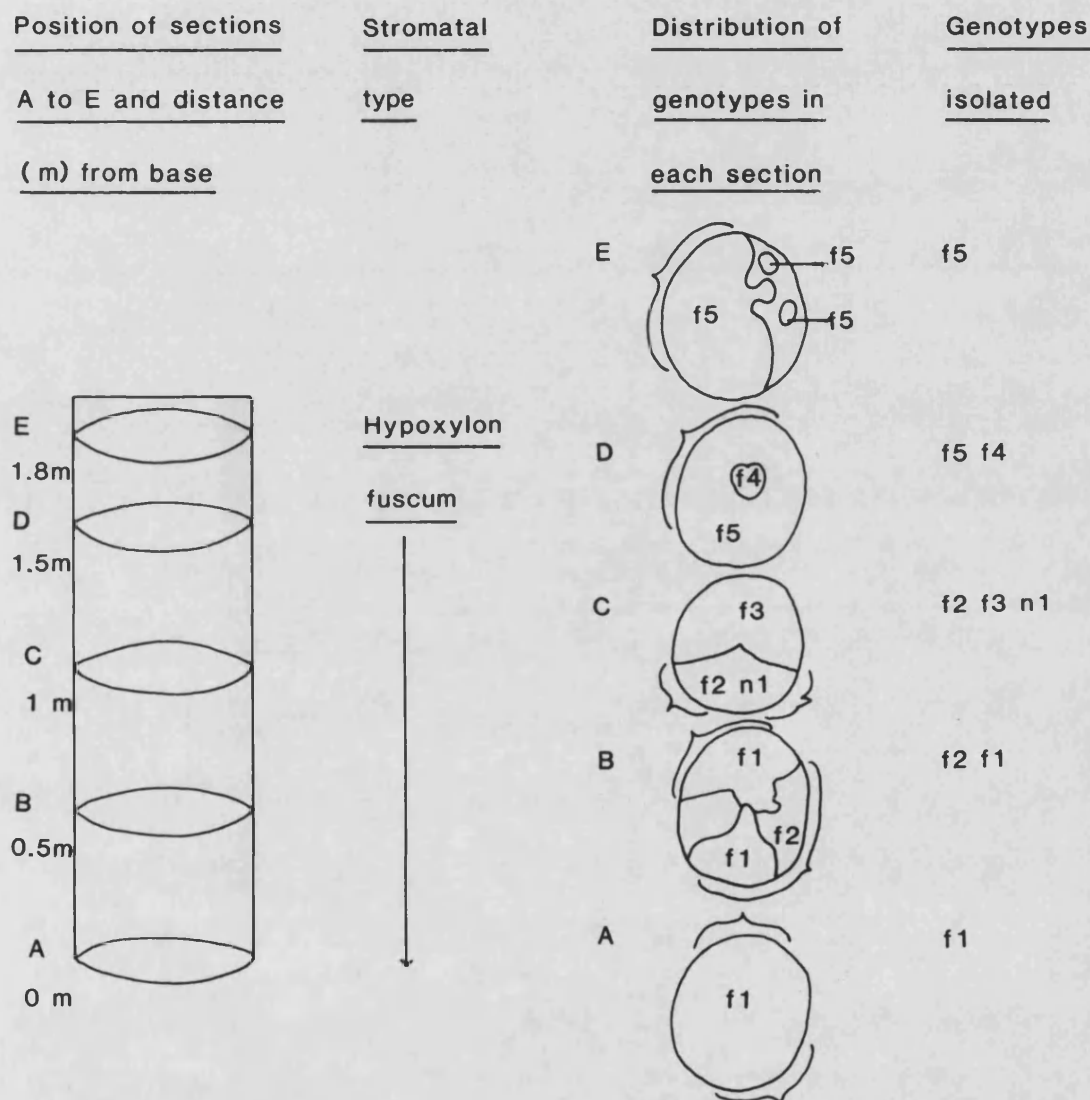 Position of sections
A to E and distance
(m) from base
Stromatal
type
Distribution of
genotypes in
each section
Genotypes
isolated
E
1.8m
D
1.5m
C
1 m
B
0.5m
A
0 m
Hypoxylon
fuscum
E
f5
f5
f5
f5
D
f4
f5
f5 f4
C
f3
f2 n1
f2 f3 n1
B
f1
f2
f1
f2 f1
A
f1
f1